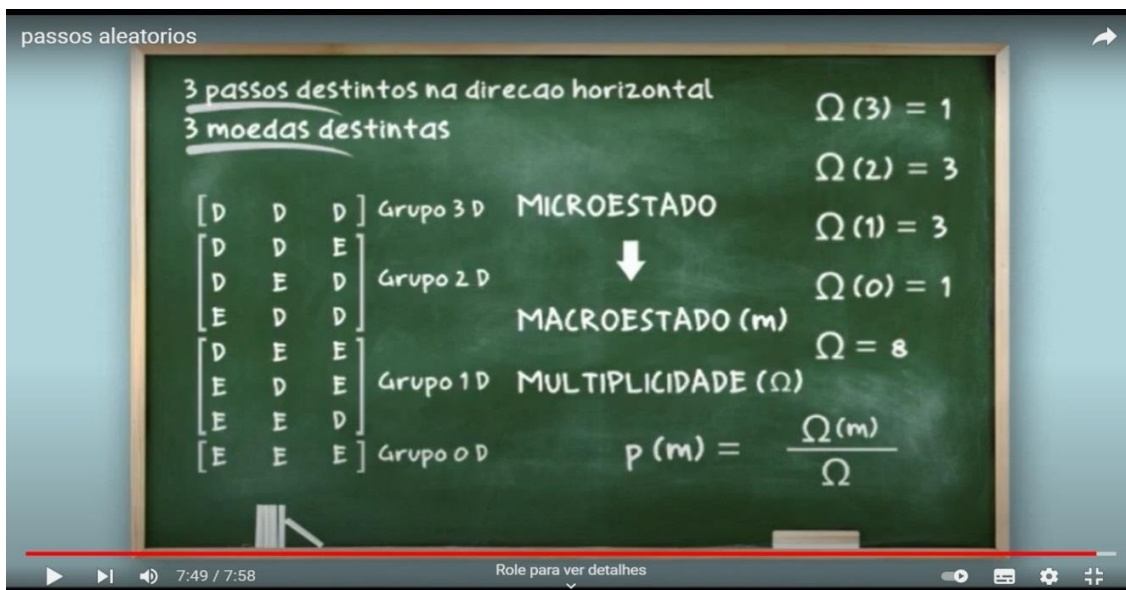 passos aleatorios
3 passos destintos na direcao horizontal
3 moedas destintas
[D D D] Grupo 3 D
D D E
D E D Grupo 2 D
E D D
D E E
E D E Grupo 1 D
E E D
[E E E] Grupo 0 D
MICROESTADO
MACROESTADO (m)
MULTIPLICIDADE (Ω)
p (m) = Ω(m) / Ω
Ω (3) = 1
Ω (2) = 3
Ω (1) = 3
Ω (0) = 1
Ω = 8
7:49 / 7:58
Role para ver detalhes